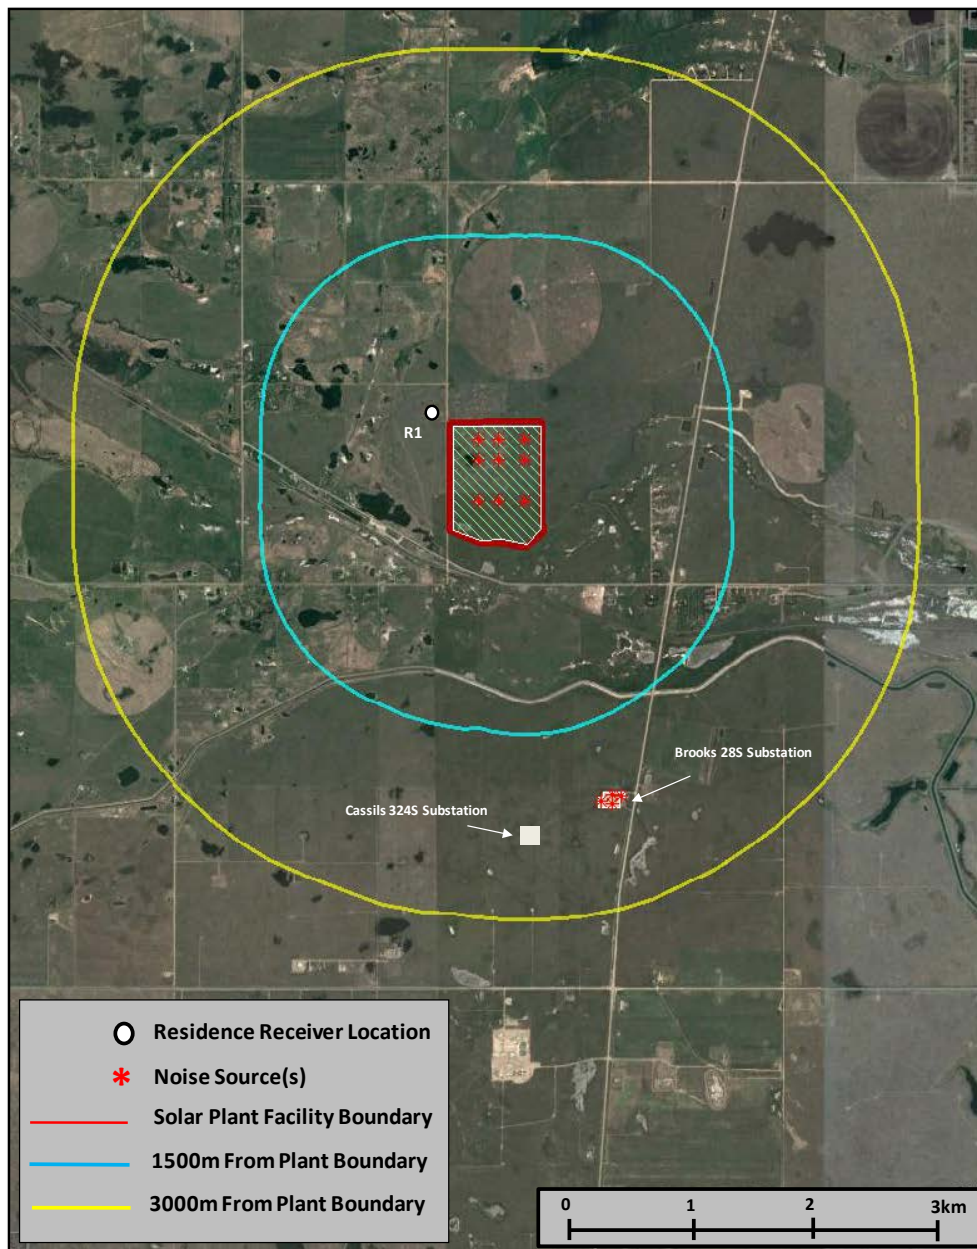 R1
Brooks 28S Substation
Cassils 324S Substation
Residence Receiver Location
Noise Source(s)
Solar Plant Facility Boundary
1500m From Plant Boundary
3000m From Plant Boundary
0 1 2 3km